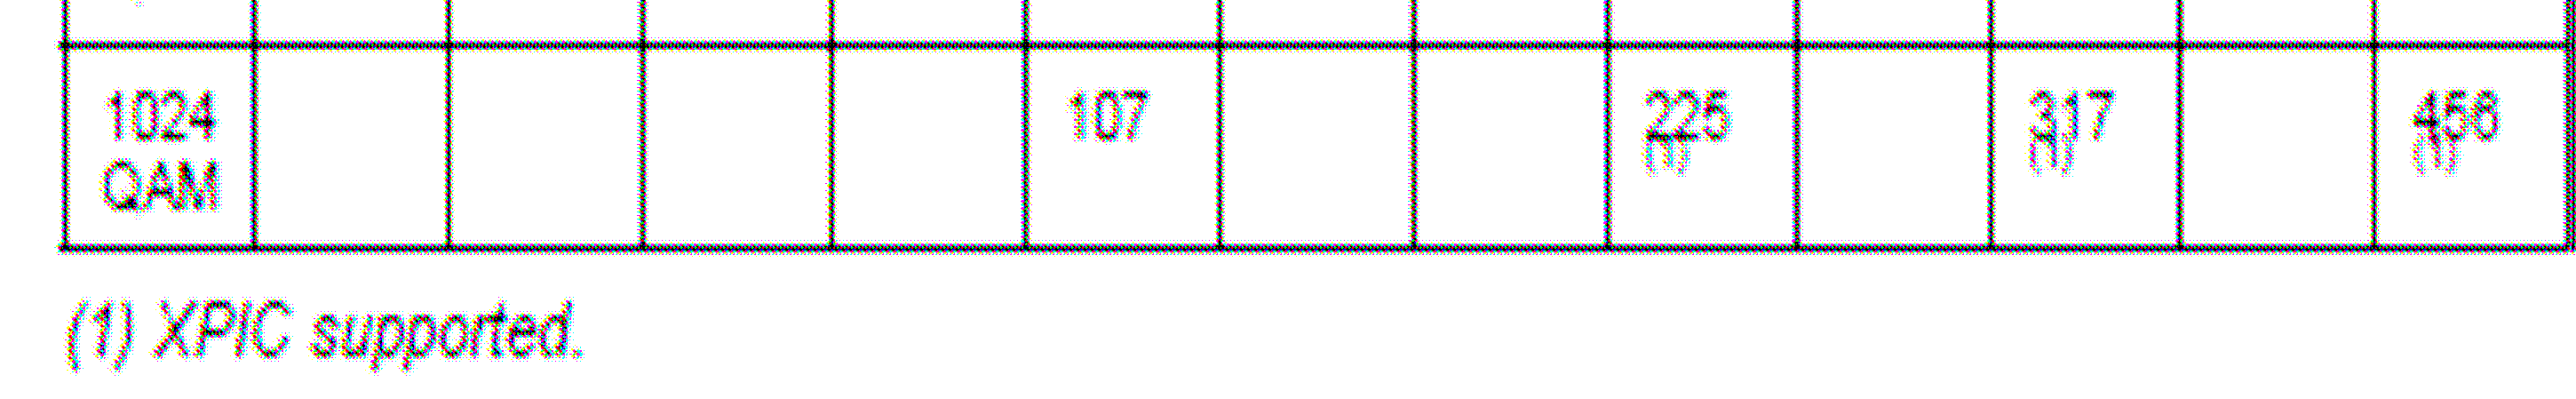 1024 107 225 317 456
QAM (1) (1) (1)
(1) XPIC supported.